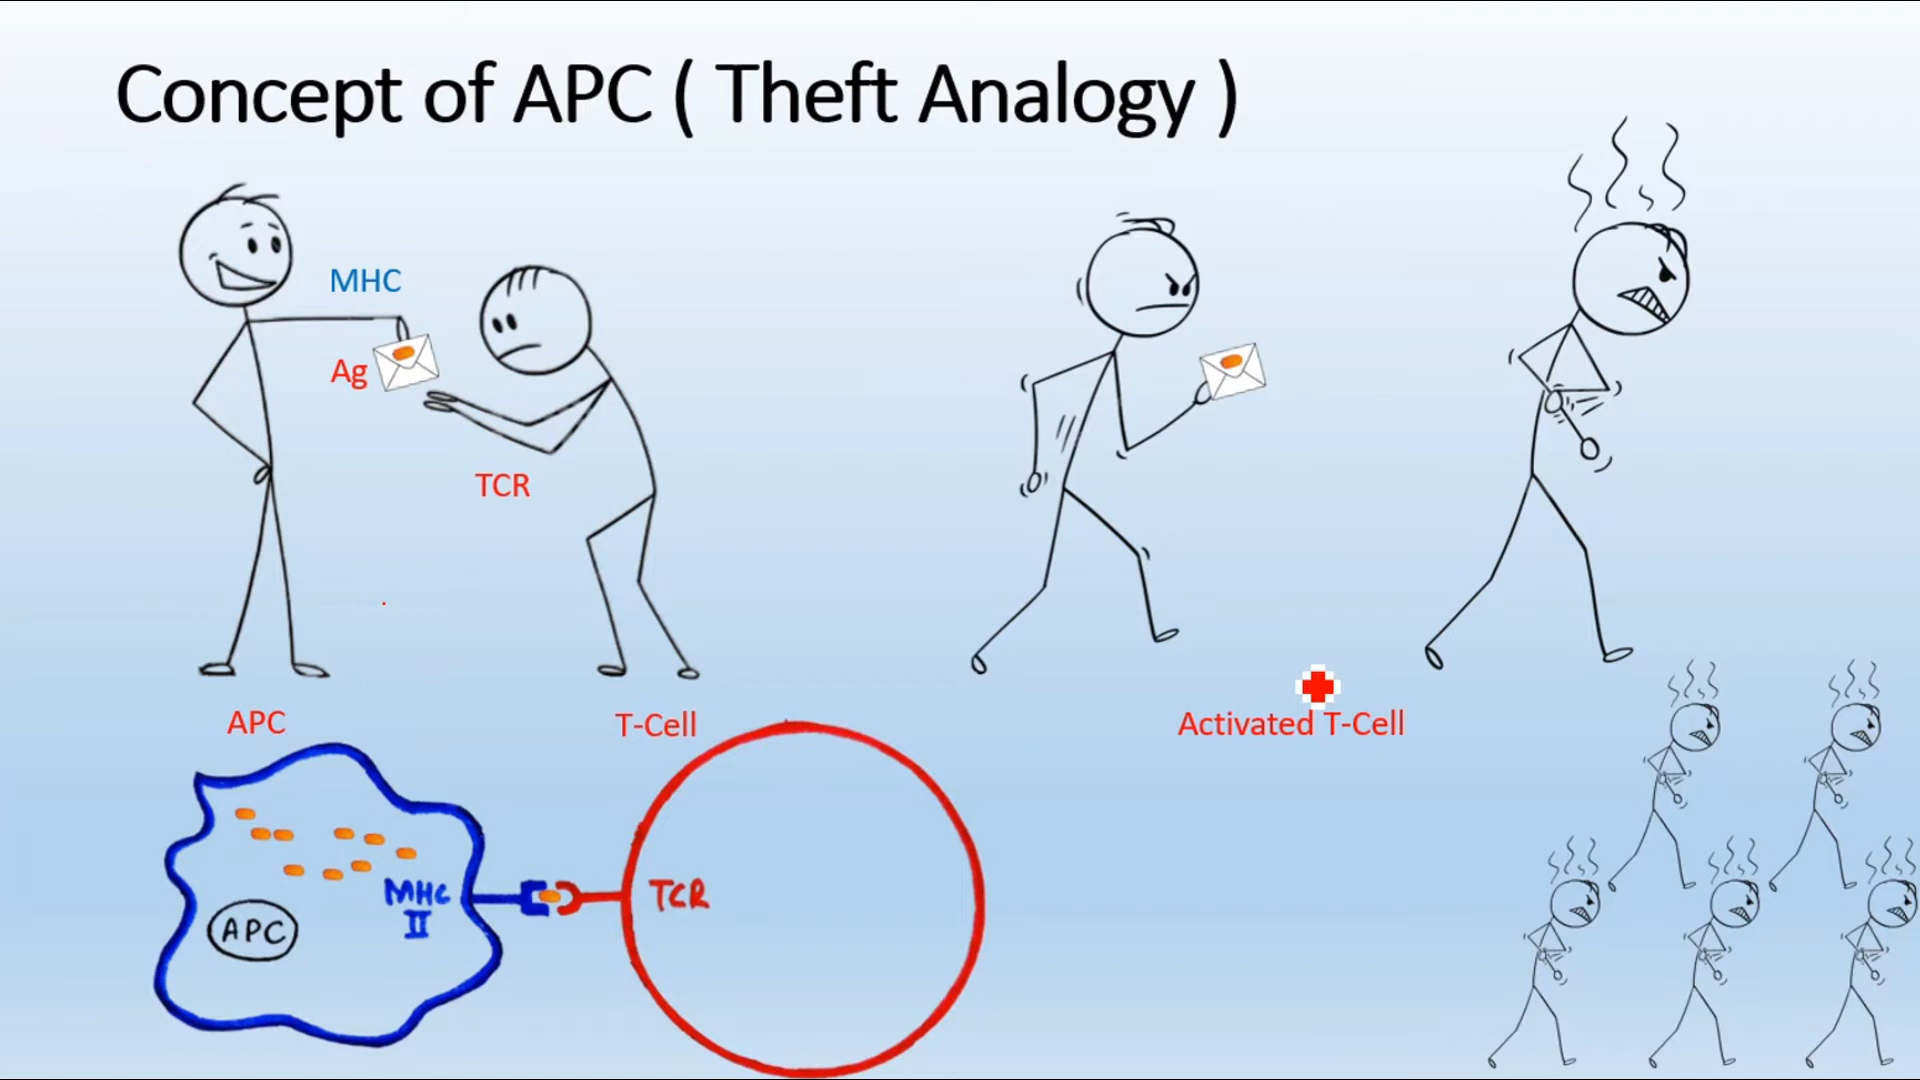 Concept of APC ( Theft Analogy )
MHC
Ag
TCR
APC
T-Cell
Activated T-Cell
MHC
II
TCR
APC